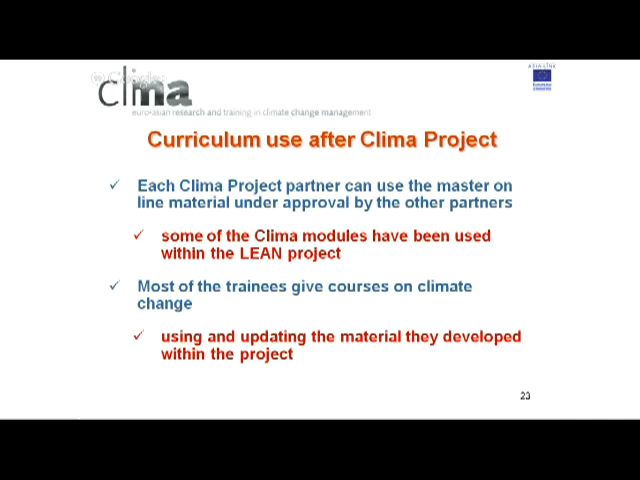 clima
euro-asian research and training in climate change management
ASIA-LINK
Curriculum use after Clima Project
Each Clima Project partner can use the master on
line material under approval by the other partners
some of the Clima modules have been used
within the LEAN project
Most of the trainees give courses on climate
change
using and updating the material they developed
within the project
23